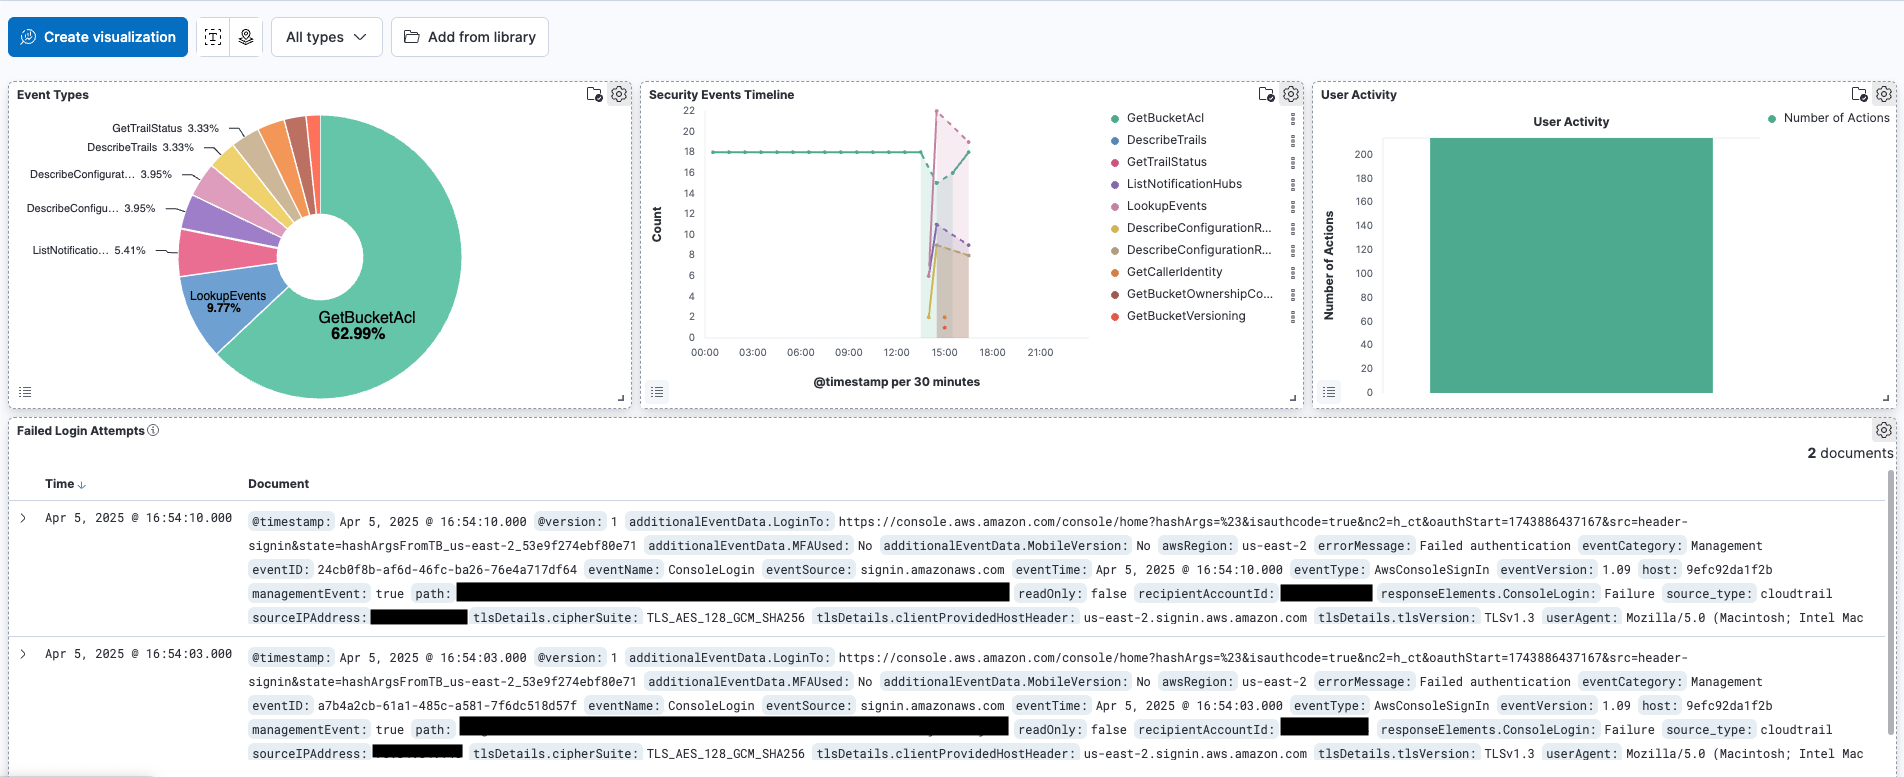 Create visualization
All types
Add from library
Event Types
GetTrailStatus 3.33%
DescribeTrails 3.33%
DescribeConfigurat... 3.95%
DescribeConfigu... 3.95%
ListNotificatio... 5.41%
LookupEvents
9.77%
GetBucketAcl
62.99%
Security Events Timeline
22
20
18
16
14
12
10
8
6
4
2
0
Count
00:00 03:00 06:00 09:00 12:00 15:00 18:00 21:00
@timestamp per 30 minutes
GetBucketAcl
DescribeTrails
GetTrailStatus
ListNotificationHubs
LookupEvents
DescribeConfigurationR...
DescribeConfigurationR...
GetCallerIdentity
GetBucketOwnershipCo...
GetBucketVersioning
User Activity
User Activity
Number of Actions
200
180
160
140
120
100
80
60
40
20
0
Number of Actions
Failed Login Attempts
2 documents
Time Document
Apr 5, 2025 @ 16:54:10.000 @timestamp: Apr 5, 2025 @ 16:54:10.000 @version: 1 additionalEventData.LoginTo: https://console.aws.amazon.com/console/home?hashArgs=%23&isauthcode=true&nc2=h_ct&oauthStart=1743886437167&src=header-
signin&state=hashArgsFromTB_us-east-2_53e9f274ebf80e71 additionalEventData.MFAUsed: No additionalEventData.MobileVersion: No awsRegion: us-east-2 errorMessage: Failed authentication eventCategory: Management
eventID: 24cb0f8b-af6d-46fc-ba26-76e4a717df64 eventName: ConsoleLogin eventSource: signin.amazonaws.com eventTime: Apr 5, 2025 @ 16:54:10.000 eventType: AwsConsoleSignIn eventVersion: 1.09 host: 9efc92da1f2b
managementEvent: true path: readOnly: false recipientAccountId: responseElements.ConsoleLogin: Failure source_type: cloudtrail
sourceIPAddress: tlsDetails.cipherSuite: TLS_AES_128_GCM_SHA256 tlsDetails.clientProvidedHostHeader: us-east-2.signin.aws.amazon.com tlsDetails.tlsVersion: TLSv1.3 userAgent: Mozilla/5.0 (Macintosh; Intel Mac
Apr 5, 2025 @ 16:54:03.000 @timestamp: Apr 5, 2025 @ 16:54:03.000 @version: 1 additionalEventData.LoginTo: https://console.aws.amazon.com/console/home?hashArgs=%23&isauthcode=true&nc2=h_ct&oauthStart=1743886437167&src=header-
signin&state=hashArgsFromTB_us-east-2_53e9f274ebf80e71 additionalEventData.MFAUsed: No additionalEventData.MobileVersion: No awsRegion: us-east-2 errorMessage: Failed authentication eventCategory: Management
eventID: a7b4a2cb-61a1-485c-a581-7f6dc518d57f eventName: ConsoleLogin eventSource: signin.amazonaws.com eventTime: Apr 5, 2025 @ 16:54:03.000 eventType: AwsConsoleSignIn eventVersion: 1.09 host: 9efc92da1f2b
managementEvent: true path: readOnly: false recipientAccountId: responseElements.ConsoleLogin: Failure source_type: cloudtrail
sourceIPAddress: tlsDetails.cipherSuite: TLS_AES_128_GCM_SHA256 tlsDetails.clientProvidedHostHeader: us-east-2.signin.aws.amazon.com tlsDetails.tlsVersion: TLSv1.3 userAgent: Mozilla/5.0 (Macintosh; Intel Mac